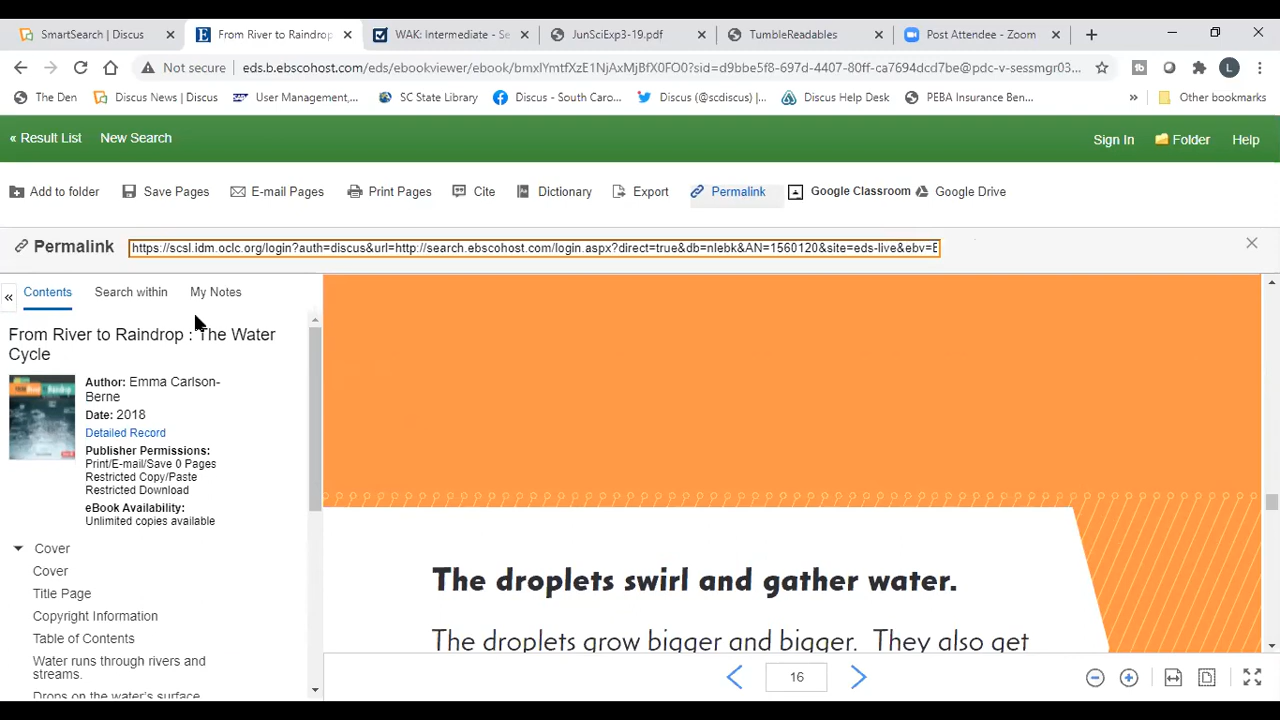 SmartSearch | Discus
From River to Raindrop
WAK: Intermediate - Se
JunSciExp3-19.pdf
TumbleReadables
Post Attendee - Zoom
Not secure
eds.b.ebscohost.com/eds/ebookviewer/ebook/bmxlYmtfXzE1NjAxMjBfX0FO0?sid=d9bbe5f8-697d-4407-80ff-ca7694dcd7be@pdc-v-sessmgr03...
L
The Den
Discus News | Discus
User Management,...
SC State Library
Discus - South Caro...
Discus (@scdiscus) |...
Discus Help Desk
PEBA Insurance Ben...
»
Other bookmarks
« Result List
New Search
Sign In
Folder
Help
Add to folder
Save Pages
E-mail Pages
Print Pages
Cite
Dictionary
Export
Permalink
Google Classroom
Google Drive
Permalink
https://scsl.idm.oclc.org/login?auth=discus&url=http://search.ebscohost.com/login.aspx?direct=true&db=nlebk&AN=1560120&site=eds-live&ebv=E
«
Contents
Search within
My Notes
From River to Raindrop : The Water
Cycle
Author: Emma Carlson-
Berne
Date: 2018
Detailed Record
Publisher Permissions:
Print/E-mail/Save 0 Pages
Restricted Copy/Paste
Restricted Download
eBook Availability:
Unlimited copies available
Cover
Cover
Title Page
Copyright Information
Table of Contents
Water runs through rivers and
streams.
Drops on the water's surface
The droplets swirl and gather water.
The droplets grow bigger and bigger. They also get
16